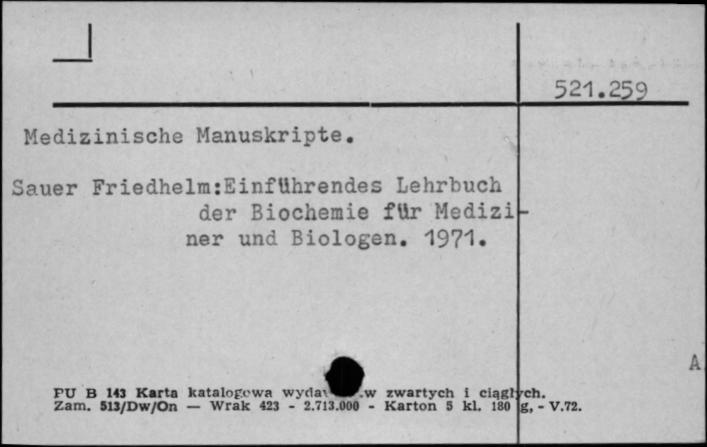 521.259
Medizinische Manuskripte.
Sauer Friedhelm:Einführendes Lehrbuch
der Biochemie für Medizi-
ner und Biologen. 1971.
A
PU B 143 Karta katalogowa zwartych i ciągłych.
Zam. 513/Dw/On — Wrak 423 - 2.713.000 - Karton 5 kl. 180 g, - V.72.